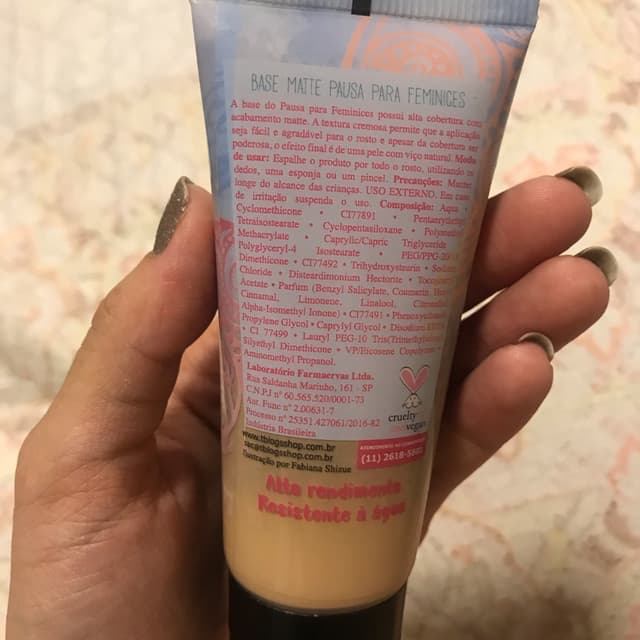 BASE MATTE PAUSA PARA FEMINICES
A base do Pausa para Feminices possui alta cobertura com
acabamento matte. A textura cremosa permite que a aplicação
seja fácil e agradável para o rosto e apesar da cobertura ser
poderosa, o efeito final é de uma pele com viço natural. Modo
de usar: Espalhe o produto por todo o rosto, utilizando os
dedos, uma esponja ou um pincel. Precauções: Manter
longe do alcance das crianças. USO EXTERNO. Em caso
de irritação suspenda o uso. Composição: Aqua •
Cyclomethicone • CI77891 • Pentaerythrityl
Tetraisostearate • Cyclopentasiloxane • Polymethyl
Methacrylate • Caprylic/Capric Triglyceride •
Polyglyceryl-4 Isostearate • PEG/PPG-20/15
Dimethicone • CI77492 • Trihydroxystearin • Sodium
Chloride • Disteardimonium Hectorite • Tocopheryl
Acetate • Parfum (Benzyl Salicylate, Coumarin,
Cinnamal, Limonene, Linalool,
Alpha-Isomethyl Ionone) • CI77491 • Phenoxyethanol
Propylene Glycol • Caprylyl Glycol • Disodium
CI 77499 • Lauryl PEG-10 Tris(Trimethylsiloxy)
Silyethyl Dimethicone • VP/Eicosene Copolymer
Aminomethyl Propanol.
Laboratório Farmaervas Ltda.
Rua Saldanha Marinho, 161 - SP
C.N.P.J nº 60.565.520/0001-73
Aut. Func nº 2.00631-7
Processo nº 25351.427061/2016-82
Indústria Brasileira
cruelty
free
vegan
www.tblogsshop.com.br
sac@tblogsshop.com.br
Ilustração por Fabiana Shizue
ATENDIMENTO AO CONSUMIDOR
(11) 2618-5602
Alto rendimento
Resistente à água